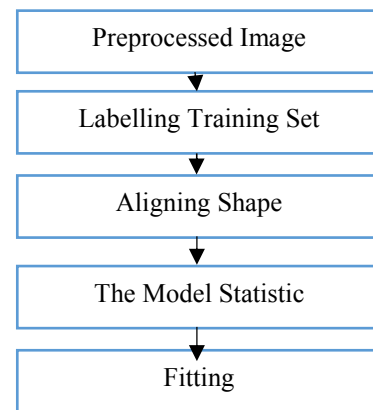 Preprocessed Image
Labelling Training Set
Aligning Shape
The Model Statistic
Fitting